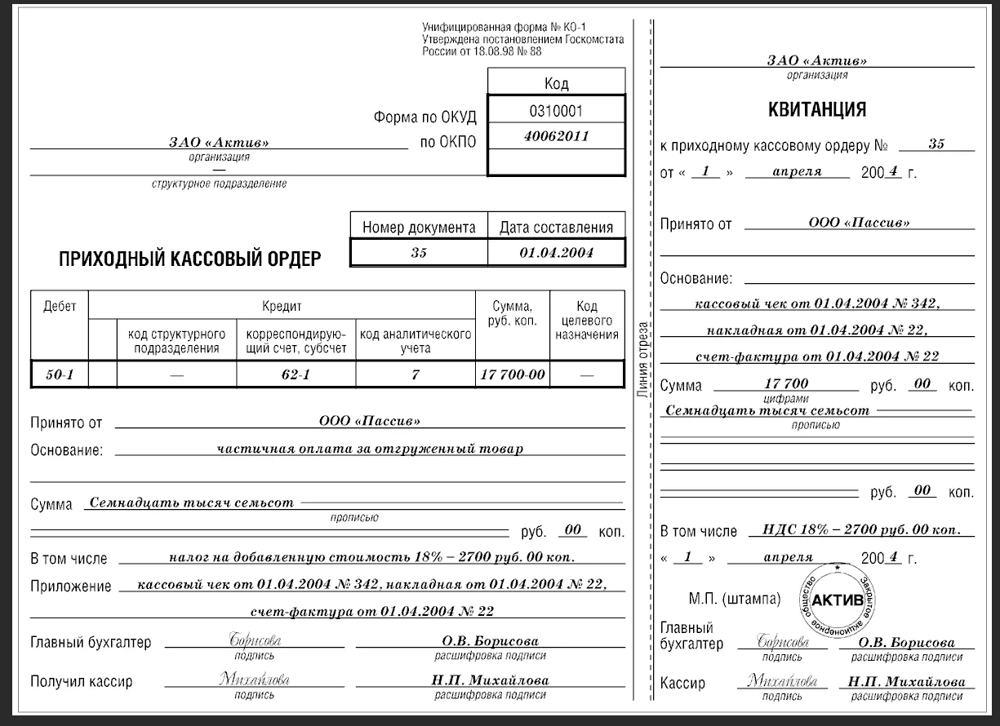 Унифицированная форма № КО-1
Утверждена постановлением Госкомстата
России от 18.08.98 № 88
Код
Форма по ОКУД 0310001
ЗАО «Актив» по ОКПО 40062011
организация
—
структурное подразделение
Номер документа Дата составления
ПРИХОДНЫЙ КАССОВЫЙ ОРДЕР 35 01.04.2004
Дебет Кредит Сумма, руб. коп. Код целевого назначения
код структурного подразделения корреспондирую-щий счет, субсчет код аналитического учета
50-1 — 62-1 7 17 700-00 —
Принято от ООО «Пассив»
Основание: частичная оплата за отгруженный товар
Сумма Семнадцать тысяч семьсот
прописью
руб. 00 коп.
В том числе налог на добавленную стоимость 18% – 2700 руб. 00 коп.
Приложение кассовый чек от 01.04.2004 № 342, накладная от 01.04.2004 № 22,
счет-фактура от 01.04.2004 № 22
Главный бухгалтер Борисова О.В. Борисова
подпись расшифровка подписи
Получил кассир Михайлова Н.П. Михайлова
подпись расшифровка подписи
Линия отреза
ЗАО «Актив»
организация
КВИТАНЦИЯ
к приходному кассовому ордеру № 35
от « 1 » апреля 2004 г.
Принято от ООО «Пассив»
Основание:
кассовый чек от 01.04.2004 № 342,
накладная от 01.04.2004 № 22,
счет-фактура от 01.04.2004 № 22
Сумма 17 700 руб. 00 коп.
цифрами
Семнадцать тысяч семьсот
прописью
руб. 00 коп.
В том числе НДС 18% – 2700 руб. 00 коп.
« 1 » апреля 2004 г.
М.П. (штампа)
Закрытое акционерное общество
АКТИВ
Главный
бухгалтер Борисова О.В. Борисова
подпись расшифровка подписи
Кассир Михайлова Н.П. Михайлова
подпись расшифровка подписи